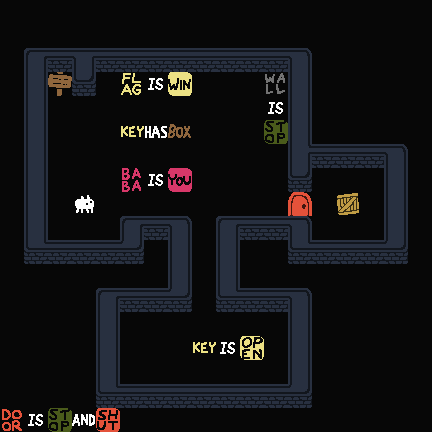 FLAG IS WIN
WALL
IS
STOP
KEY HAS BOX
BABA IS YOU
KEY IS OPEN
DOOR IS STOP AND SHUT